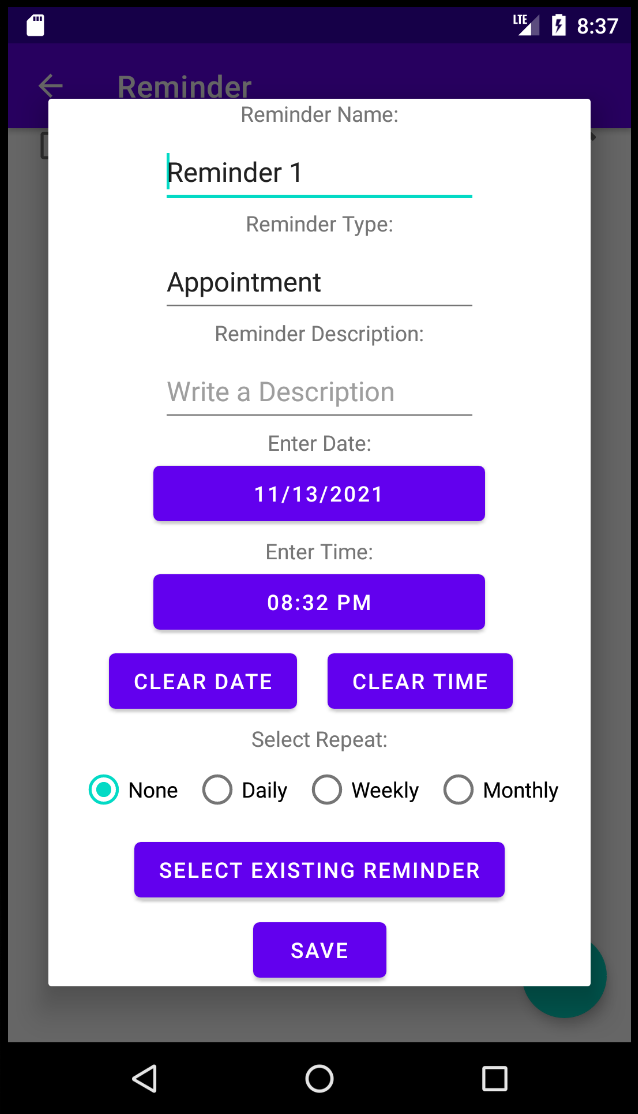 LTE 8:37
Reminder
Reminder Name:
Reminder 1
Reminder Type:
Appointment
Reminder Description:
Write a Description
Enter Date:
11/13/2021
Enter Time:
08:32 PM
CLEAR DATE CLEAR TIME
Select Repeat:
None Daily Weekly Monthly
SELECT EXISTING REMINDER
SAVE